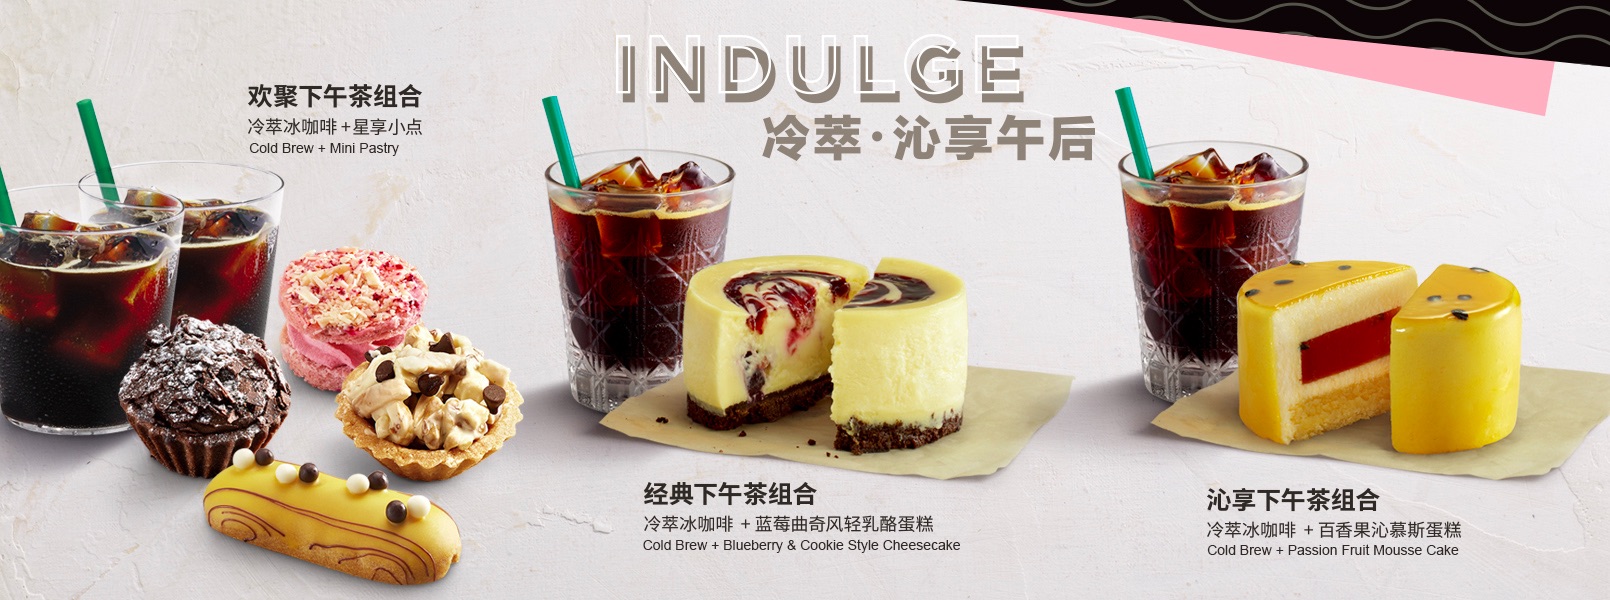 INDULGE
冷萃·沁享午后
欢聚下午茶组合
冷萃冰咖啡+星享小点
Cold Brew + Mini Pastry
经典下午茶组合
冷萃冰咖啡 + 蓝莓曲奇风轻乳酪蛋糕
Cold Brew + Blueberry & Cookie Style Cheesecake
沁享下午茶组合
冷萃冰咖啡 + 百香果沁慕斯蛋糕
Cold Brew + Passion Fruit Mousse Cake